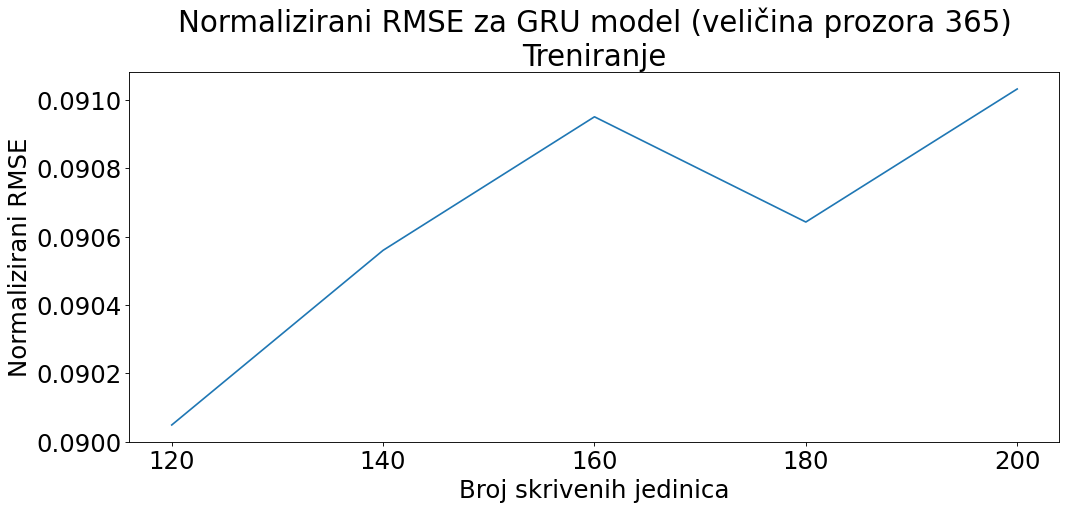 Normalizirani RMSE za GRU model (veličina prozora 365)
Treniranje
Normalizirani RMSE
0.0910
0.0908
0.0906
0.0904
0.0902
0.0900
120 140 160 180 200
Broj skrivenih jedinica